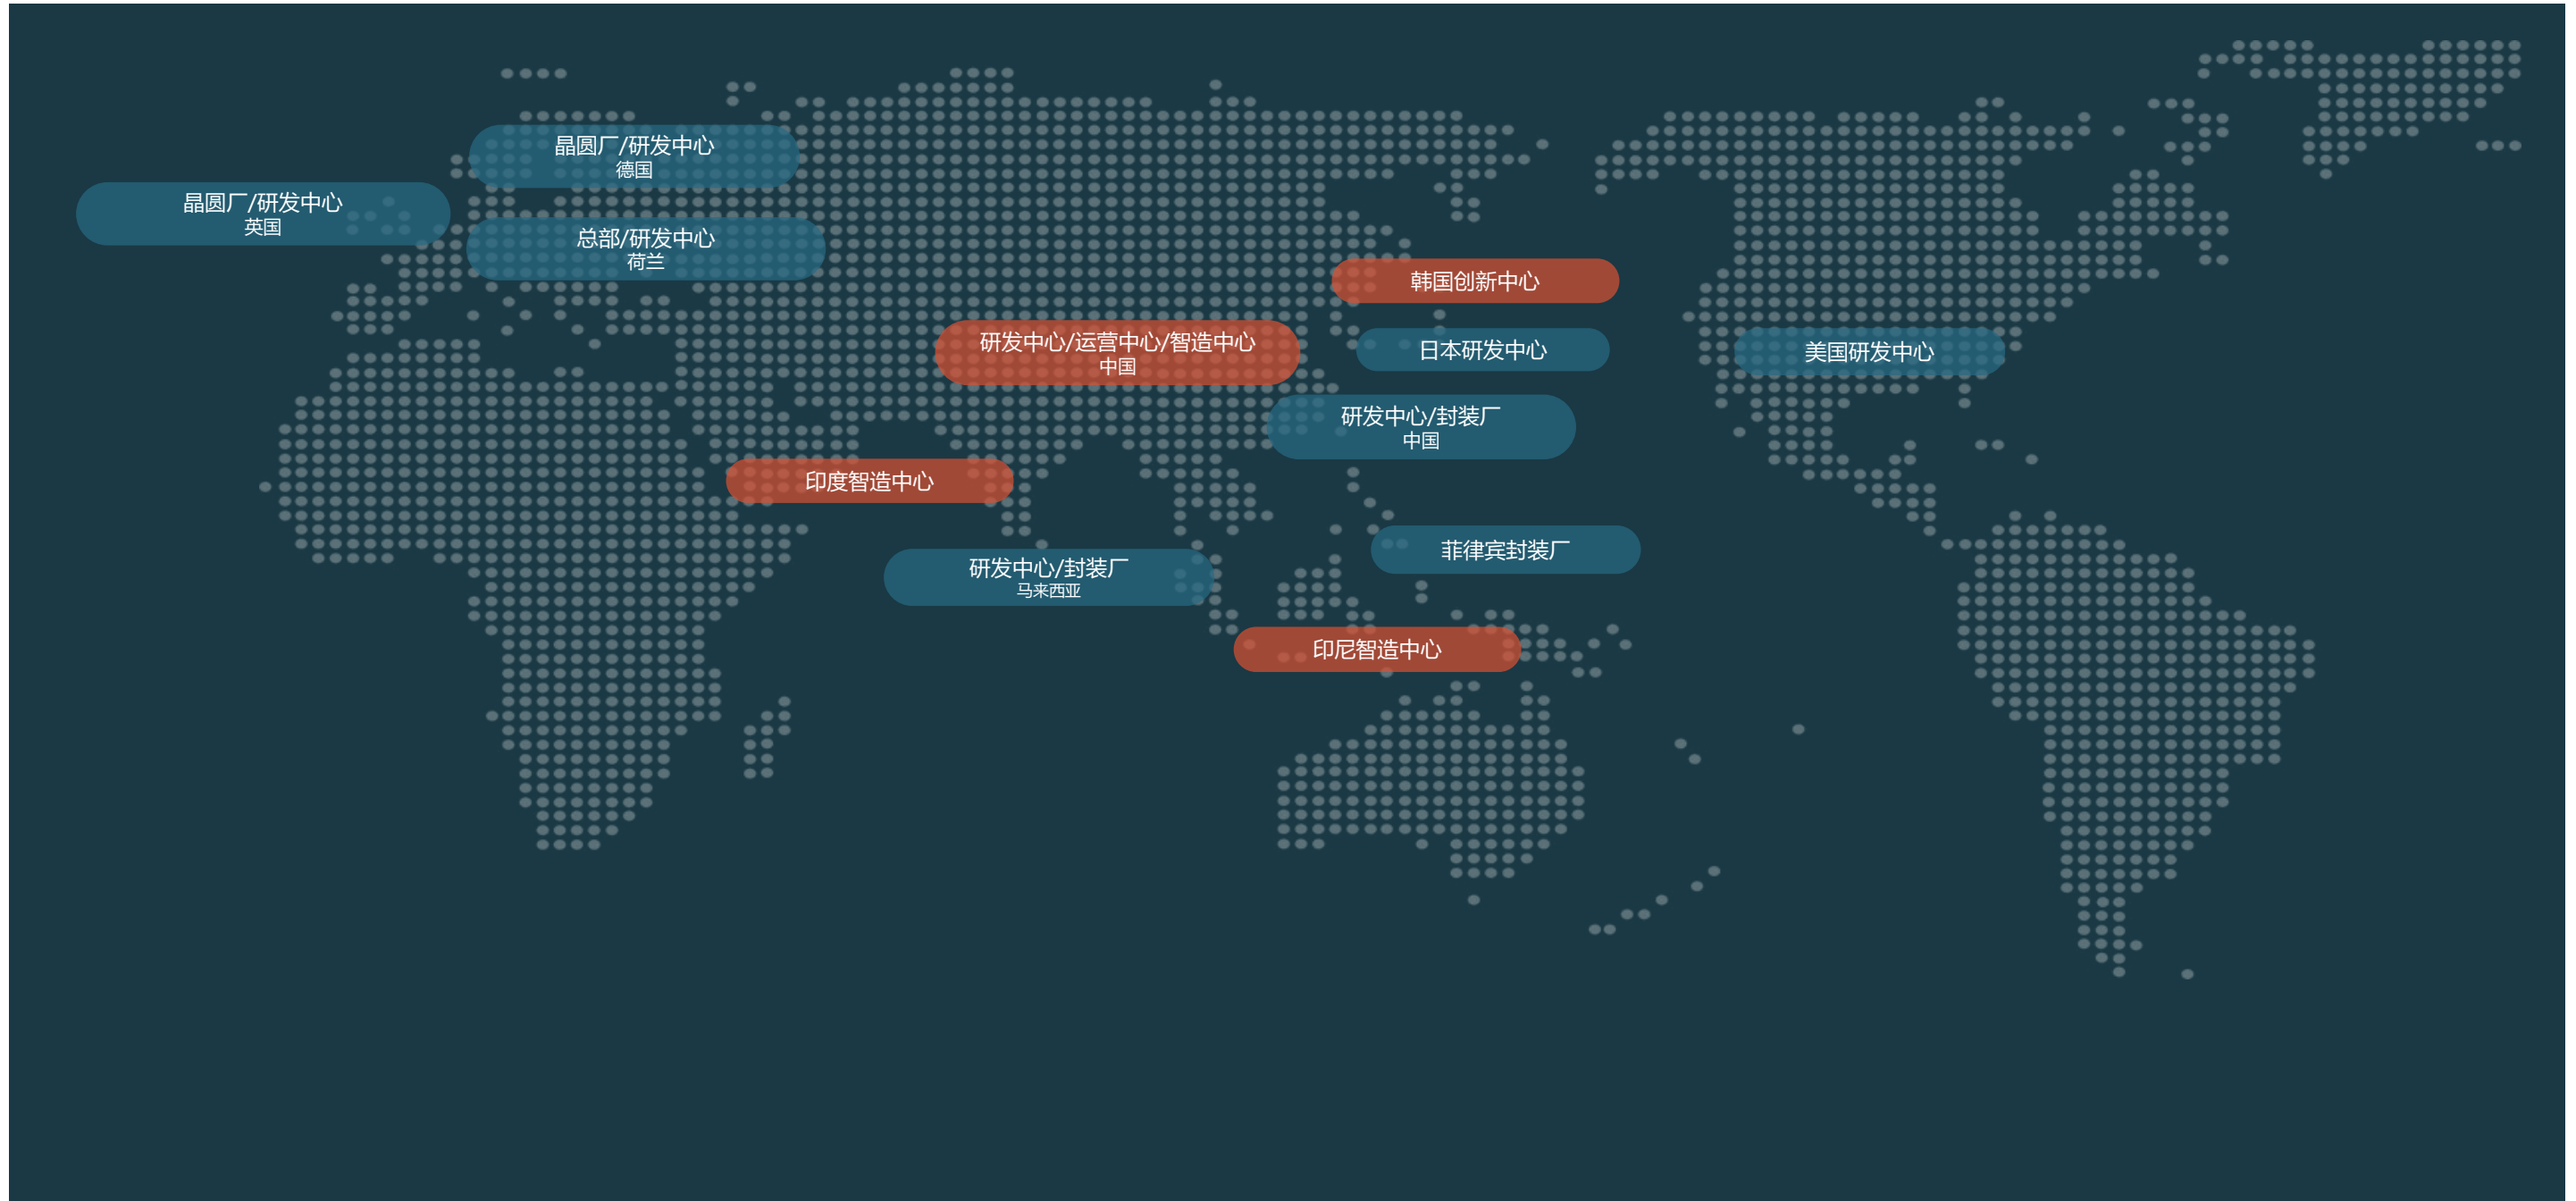 晶圆厂/研发中心
德国
晶圆厂/研发中心
英国
总部/研发中心
荷兰
韩国创新中心
研发中心/运营中心/智造中心
中国
日本研发中心
美国研发中心
研发中心/封装厂
中国
印度智造中心
菲律宾封装厂
研发中心/封装厂
马来西亚
印尼智造中心